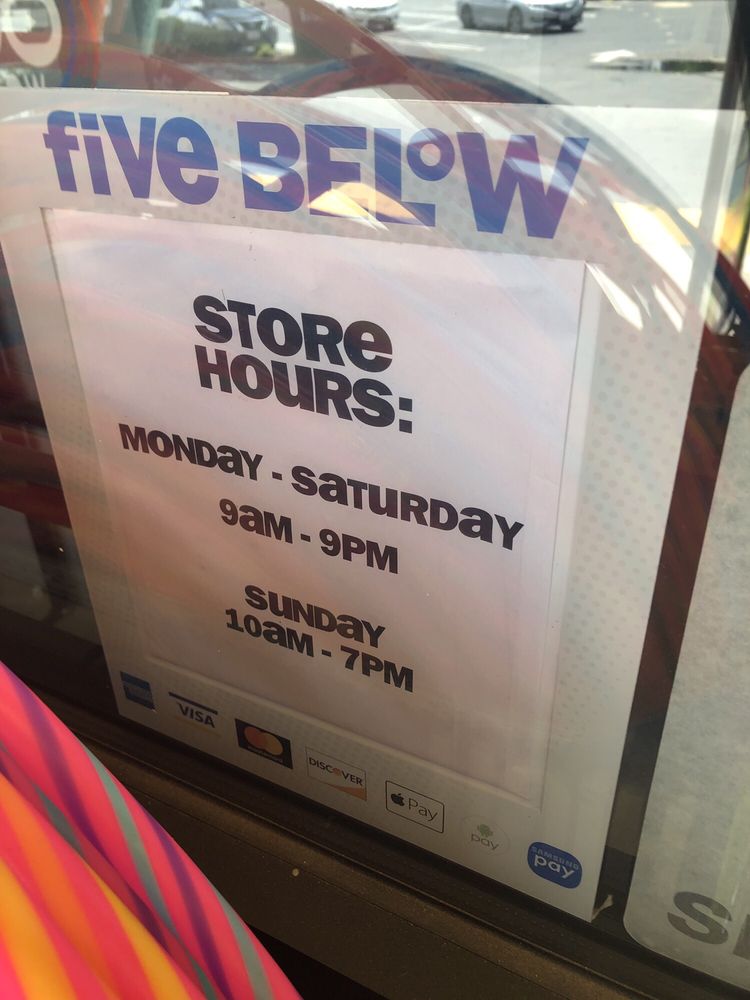 five BELOW
STORE
HOURS:
MONDAY - SATURDAY
9AM - 9PM
SUNDAY
10AM - 7PM
VISA
DISCOVER
Pay
pay
SAMSUNG
pay